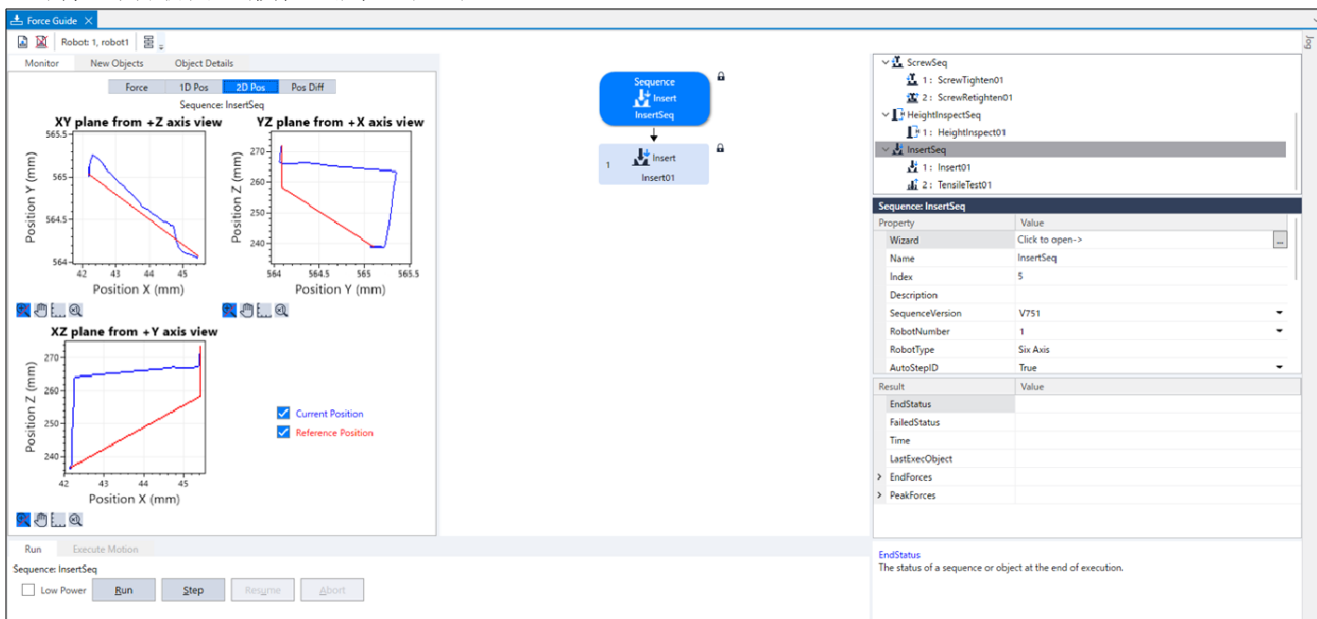 Force Guide
Robot: 1, robot1
Jog
Monitor New Objects Object Details
Force 1D Pos 2D Pos Pos Diff
Sequence: InsertSeq
XY plane from +Z axis view
565.5
565
564.5
564
Position Y (mm)
42 43 44 45
Position X (mm)
YZ plane from +X axis view
270
260
250
240
Position Z (mm)
564 564.5 565 565.5
Position Y (mm)
XZ plane from +Y axis view
270
260
250
240
Position Z (mm)
42 43 44 45
Position X (mm)
Current Position
Reference Position
Sequence
Insert
InsertSeq
1 Insert
Insert01
ScrewSeq
1 : ScrewTighten01
2 : ScrewRetighten01
HeightInspectSeq
1 : HeightInspect01
InsertSeq
1 : Insert01
2 : TensileTest01
Sequence: InsertSeq
Property Value
Wizard Click to open-> ...
Name InsertSeq
Index 5
Description
SequenceVersion V751
RobotNumber 1
RobotType Six Axis
AutoStepID True
Result Value
EndStatus
FailedStatus
Time
LastExecObject
EndForces
PeakForces
EndStatus
The status of a sequence or object at the end of execution.
Run Execute Motion
Sequence: InsertSeq
Low Power Run Step Resume Abort